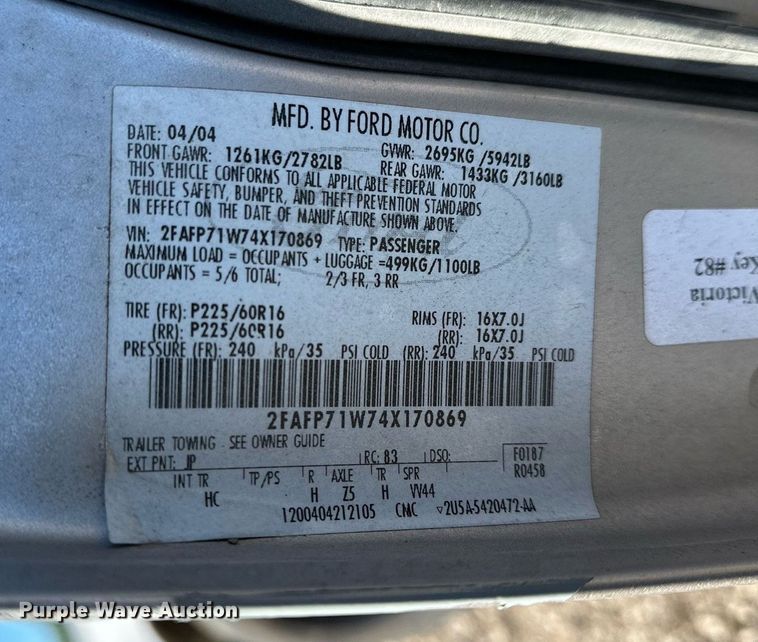 MFD. BY FORD MOTOR CO.
DATE: 04/04 GVWR: 2695KG /5942LB
FRONT GAWR: 1261KG/2782LB REAR GAWR: 1433KG /3160LB
THIS VEHICLE CONFORMS TO ALL APPLICABLE FEDERAL MOTOR
VEHICLE SAFETY, BUMPER, AND THEFT PREVENTION STANDARDS
IN EFFECT ON THE DATE OF MANUFACTURE SHOWN ABOVE.
VIN: 2FAFP71W74X170869 TYPE: PASSENGER
MAXIMUM LOAD = OCCUPANTS + LUGGAGE =499KG/1100LB
OCCUPANTS = 5/6 TOTAL; 2/3 FR, 3 RR
TIRE (FR): P225/60R16 RIMS (FR): 16X7.0J
(RR): P225/60R16 (RR): 16X7.0J
PRESSURE (FR): 240 kPa/35 PSI COLD (RR): 240 kPa/35 PSI COLD
2FAFP71W74X170869
TRAILER TOWING - SEE OWNER GUIDE
EXT PNT: JP RC: 83 DSO: F0187
INT TR TP/PS R AXLE TR SPR R0458
HC H Z5 H VV44
1200404212105 CMC ▽2U5A-5420472-AA
Victoria
Key #82
Purple Wave Auction